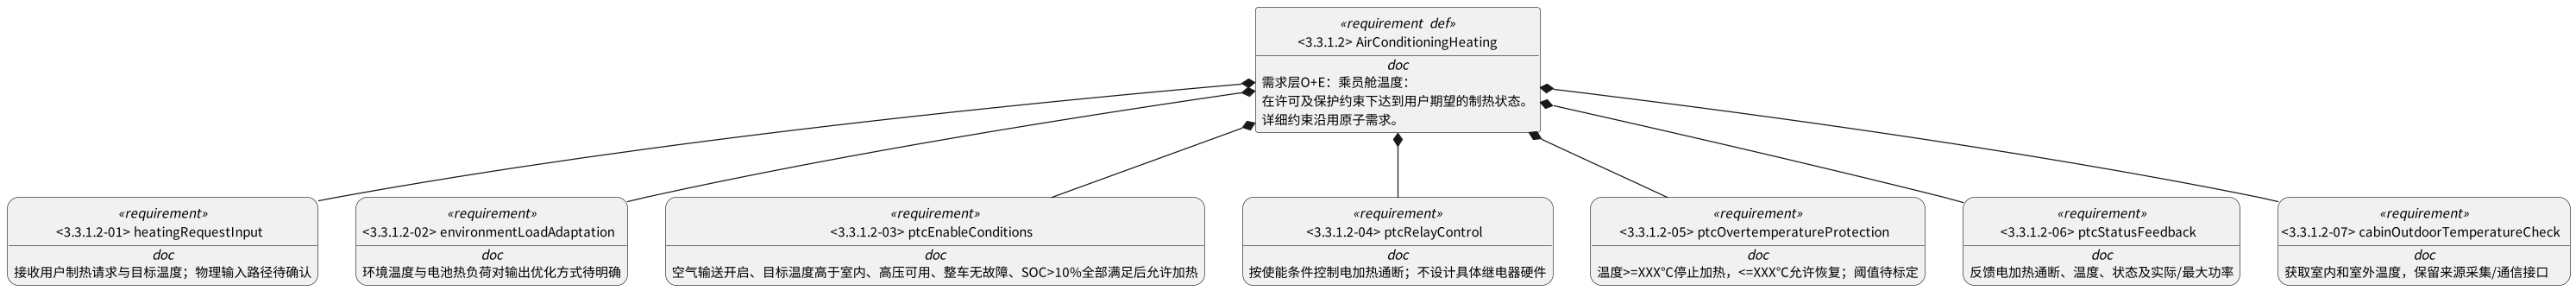 «requirement def»
<3.3.1.2> AirConditioningHeating
doc
需求层O+E：乘员舱温度：
在许可及保护约束下达到用户期望的制热状态。
详细约束沿用原子需求。
«requirement»
<3.3.1.2-01> heatingRequestInput
doc
接收用户制热请求与目标温度；物理输入路径待确认
«requirement»
<3.3.1.2-02> environmentLoadAdaptation
doc
环境温度与电池热负荷对输出优化方式待明确
«requirement»
<3.3.1.2-03> ptcEnableConditions
doc
空气输送开启、目标温度高于室内、高压可用、整车无故障、SOC>10%全部满足后允许加热
«requirement»
<3.3.1.2-04> ptcRelayControl
doc
按使能条件控制电加热通断；不设计具体继电器硬件
«requirement»
<3.3.1.2-05> ptcOvertemperatureProtection
doc
温度>=XXX℃停止加热，<=XXX℃允许恢复；阈值待标定
«requirement»
<3.3.1.2-06> ptcStatusFeedback
doc
反馈电加热通断、温度、状态及实际/最大功率
«requirement»
<3.3.1.2-07> cabinOutdoorTemperatureCheck
doc
获取室内和室外温度，保留来源采集/通信接口